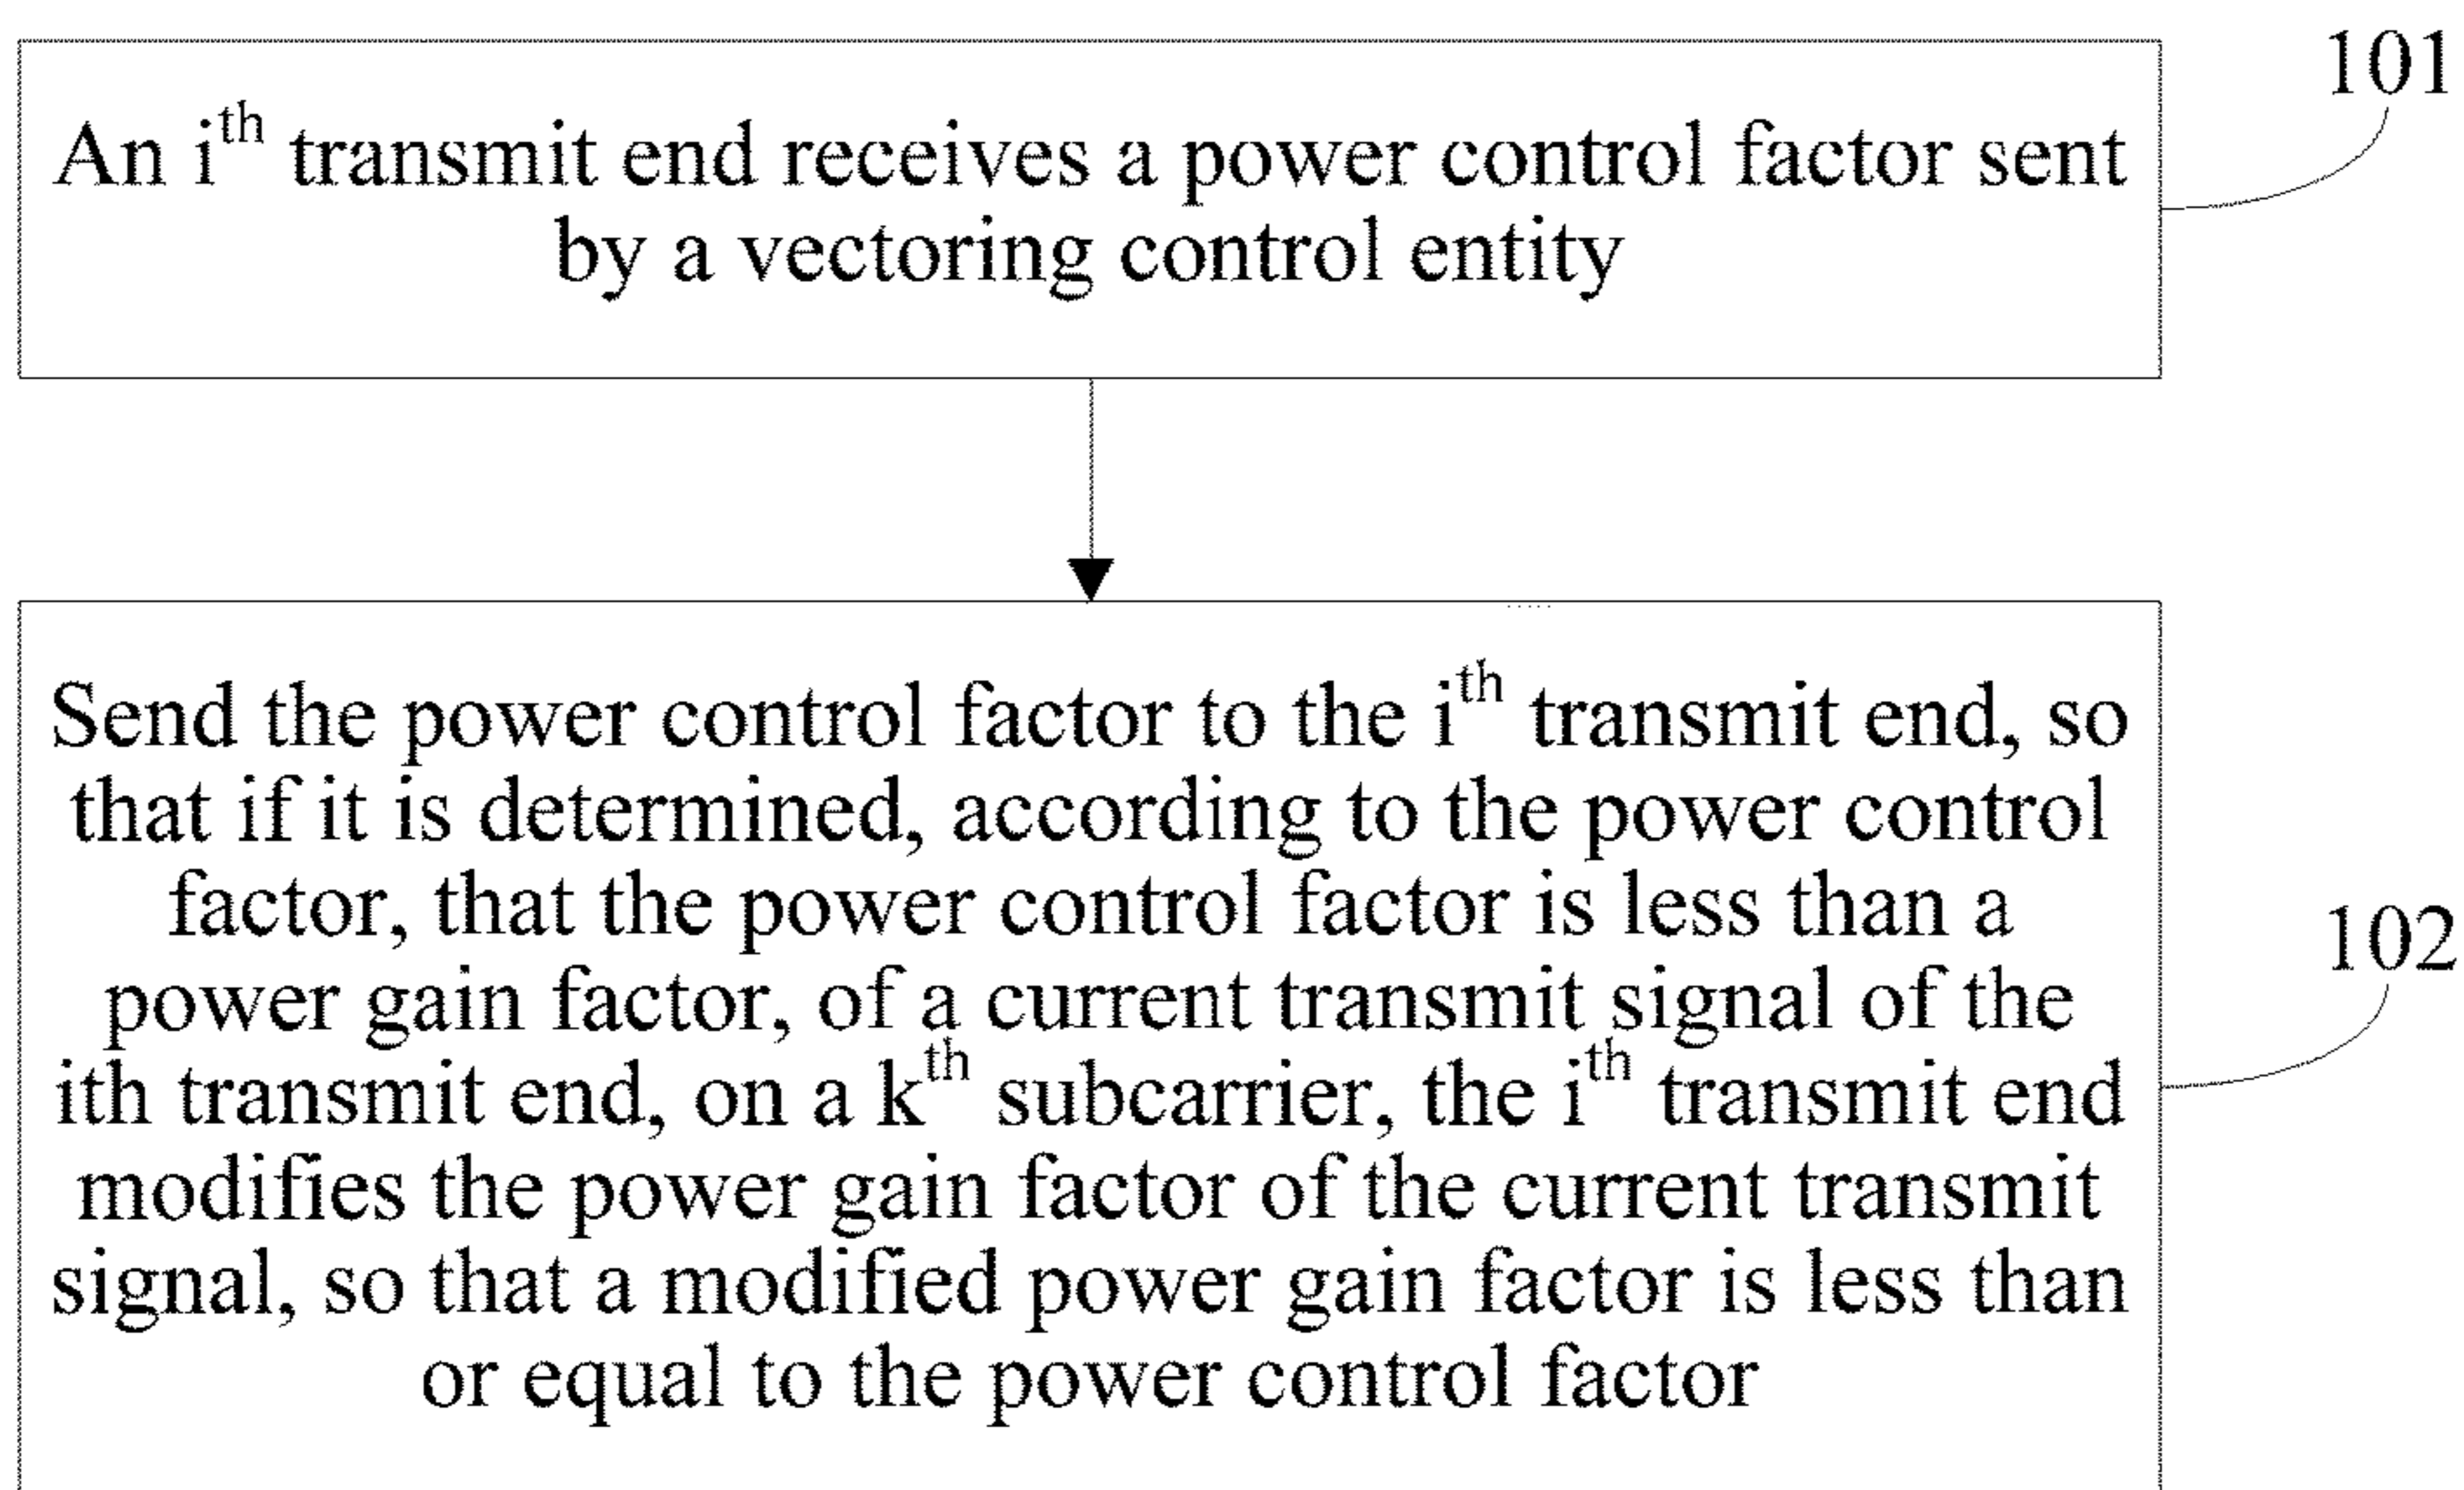 101
An i^th transmit end receives a power control factor sent
by a vectoring control entity
Send the power control factor to the i^th transmit end, so
that if it is determined, according to the power control
factor, that the power control factor is less than a
power gain factor, of a current transmit signal of the
ith transmit end, on a k^th subcarrier, the i^th transmit end
modifies the power gain factor of the current transmit
signal, so that a modified power gain factor is less than
or equal to the power control factor
102